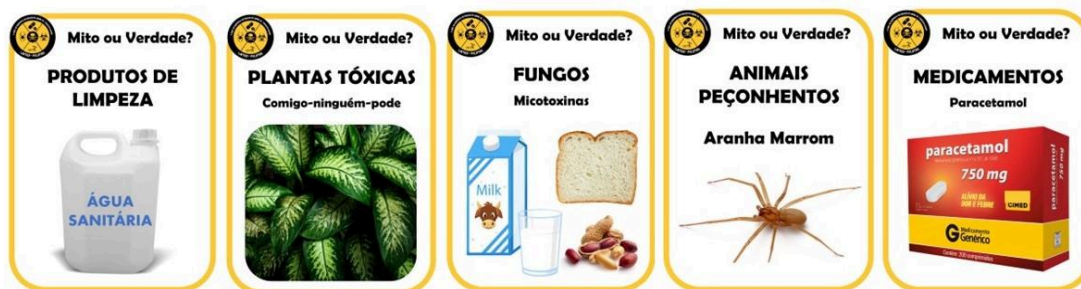 Mito ou Verdade?
PRODUTOS DE
LIMPEZA
ÁGUA
SANITÁRIA
Mito ou Verdade?
PLANTAS TÓXICAS
Comigo-ninguém-pode
Mito ou Verdade?
FUNGOS
Micotoxinas
Milk
Mito ou Verdade?
ANIMAIS
PEÇONHENTOS
Aranha Marrom
Mito ou Verdade?
MEDICAMENTOS
Paracetamol
paracetamol
750 mg
ALÍVIO DA
DOR E FEBRE
CIMED
G
Medicamento
Genérico
paracetamol
750 mg